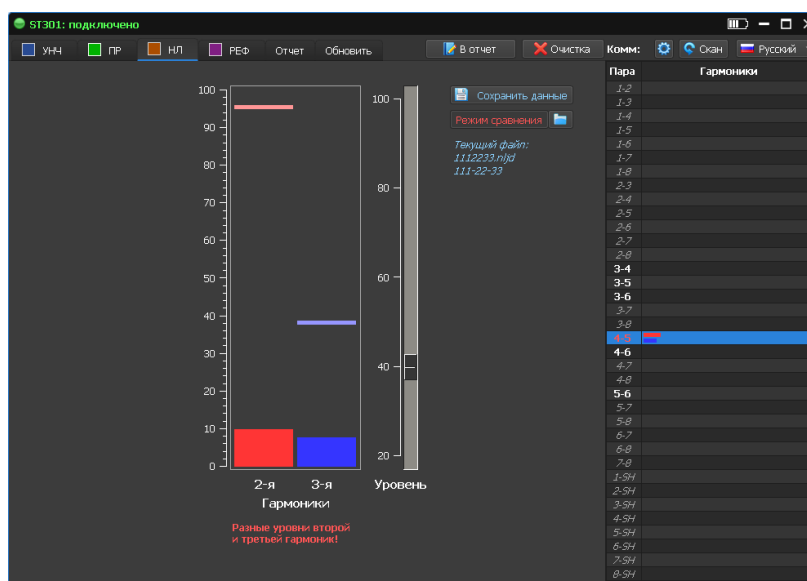 ST301: подключено
УНЧ ПР НЛ РЕФ Отчет Обновить В отчет Очистка Комм: Скан Русский
Пара Гармоники
100
90
80
70
60
50
40
30
20
10
0
2-я 3-я
Гармоники
Разные уровни второй
и третьей гармоник!
100
80
60
40
20
Уровень
Сохранить данные
Режим сравнения
Текущий файл:
1112233.nljd
111-22-33
1-2
1-3
1-4
1-5
1-6
1-7
1-8
2-3
2-4
2-5
2-6
2-7
2-8
3-4
3-5
3-6
3-7
3-8
4-5
4-6
4-7
4-8
5-6
5-7
5-8
6-7
6-8
7-8
1-SH
2-SH
3-SH
4-SH
5-SH
6-SH
7-SH
8-SH